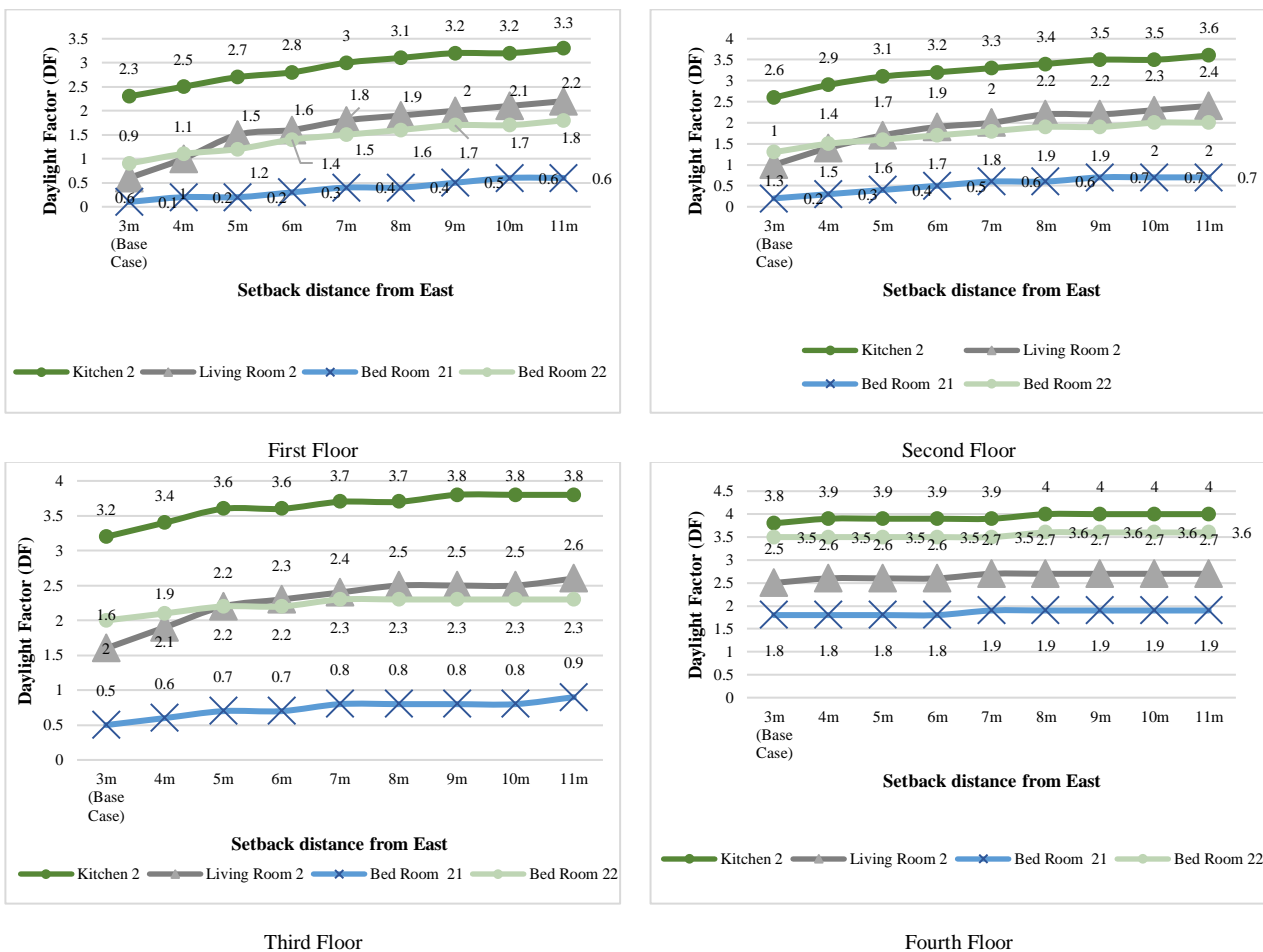 3.2 3.2 3.3
2.7 2.8 3 3.1
2.3 2.5
3.5
3
2.5
2
1.5
1
0.5
0
0.9 1.1 1.5 1.6 1.8 1.9 2 2.1 2.2
1.2 1.4 1.5 1.6 1.7 1.7 1.8
0.6 1
0.1 0.2 0.2 0.3 0.4 0.4 0.5 0.6 0.6
Daylight Factor (DF)
3m 4m 5m 6m 7m 8m 9m 10m 11m
(Base
Case)
Setback distance from East
Kitchen 2 Living Room 2 Bed Room 21 Bed Room 22
First Floor
2.6 2.9 3.1 3.2 3.3 3.4 3.5 3.5 3.6
4
3.5
3
2.5
2
1.5
1
0.5
0
1 1.4 1.7 1.9 2 2.2 2.2 2.3 2.4
1.3 1.5 1.6 1.7 1.8 1.9 1.9 2 2
0.2 0.3 0.4 0.5 0.6 0.6 0.7 0.7 0.7
Daylight Factor (DF)
3m 4m 5m 6m 7m 8m 9m 10m 11m
(Base
Case)
Setback distance from East
Kitchen 2 Living Room 2
Bed Room 21 Bed Room 22
Second Floor
3.2 3.4 3.6 3.6 3.7 3.7 3.8 3.8 3.8
4
3.5
3
2.5
2
1.5
1
0.5
0
1.6 1.9 2.2 2.3 2.4 2.5 2.5 2.5 2.6
2 2.1 2.2 2.2 2.3 2.3 2.3 2.3 2.3
0.5 0.6 0.7 0.7 0.8 0.8 0.8 0.8 0.9
Daylight Factor (DF)
3m 4m 5m 6m 7m 8m 9m 10m 11m
(Base
Case)
Setback distance from East
Kitchen 2 Living Room 2 Bed Room 21 Bed Room 22
Third Floor
3.8 3.9 3.9 3.9 3.9 4 4 4 4
4.5
4
3.5
3
2.5
2
1.5
1
0.5
0
3.5 3.5 3.5 3.5 3.5 3.6 3.6 3.6 3.6
2.5 2.6 2.6 2.6 2.7 2.7 2.7 2.7 2.7
1.8 1.8 1.8 1.8 1.9 1.9 1.9 1.9 1.9
Daylight Factor (DF)
3m 4m 5m 6m 7m 8m 9m 10m 11m
(Base
Case)
Setback distance from East
Kitchen 2 Living Room 2 Bed Room 21 Bed Room 22
Fourth Floor